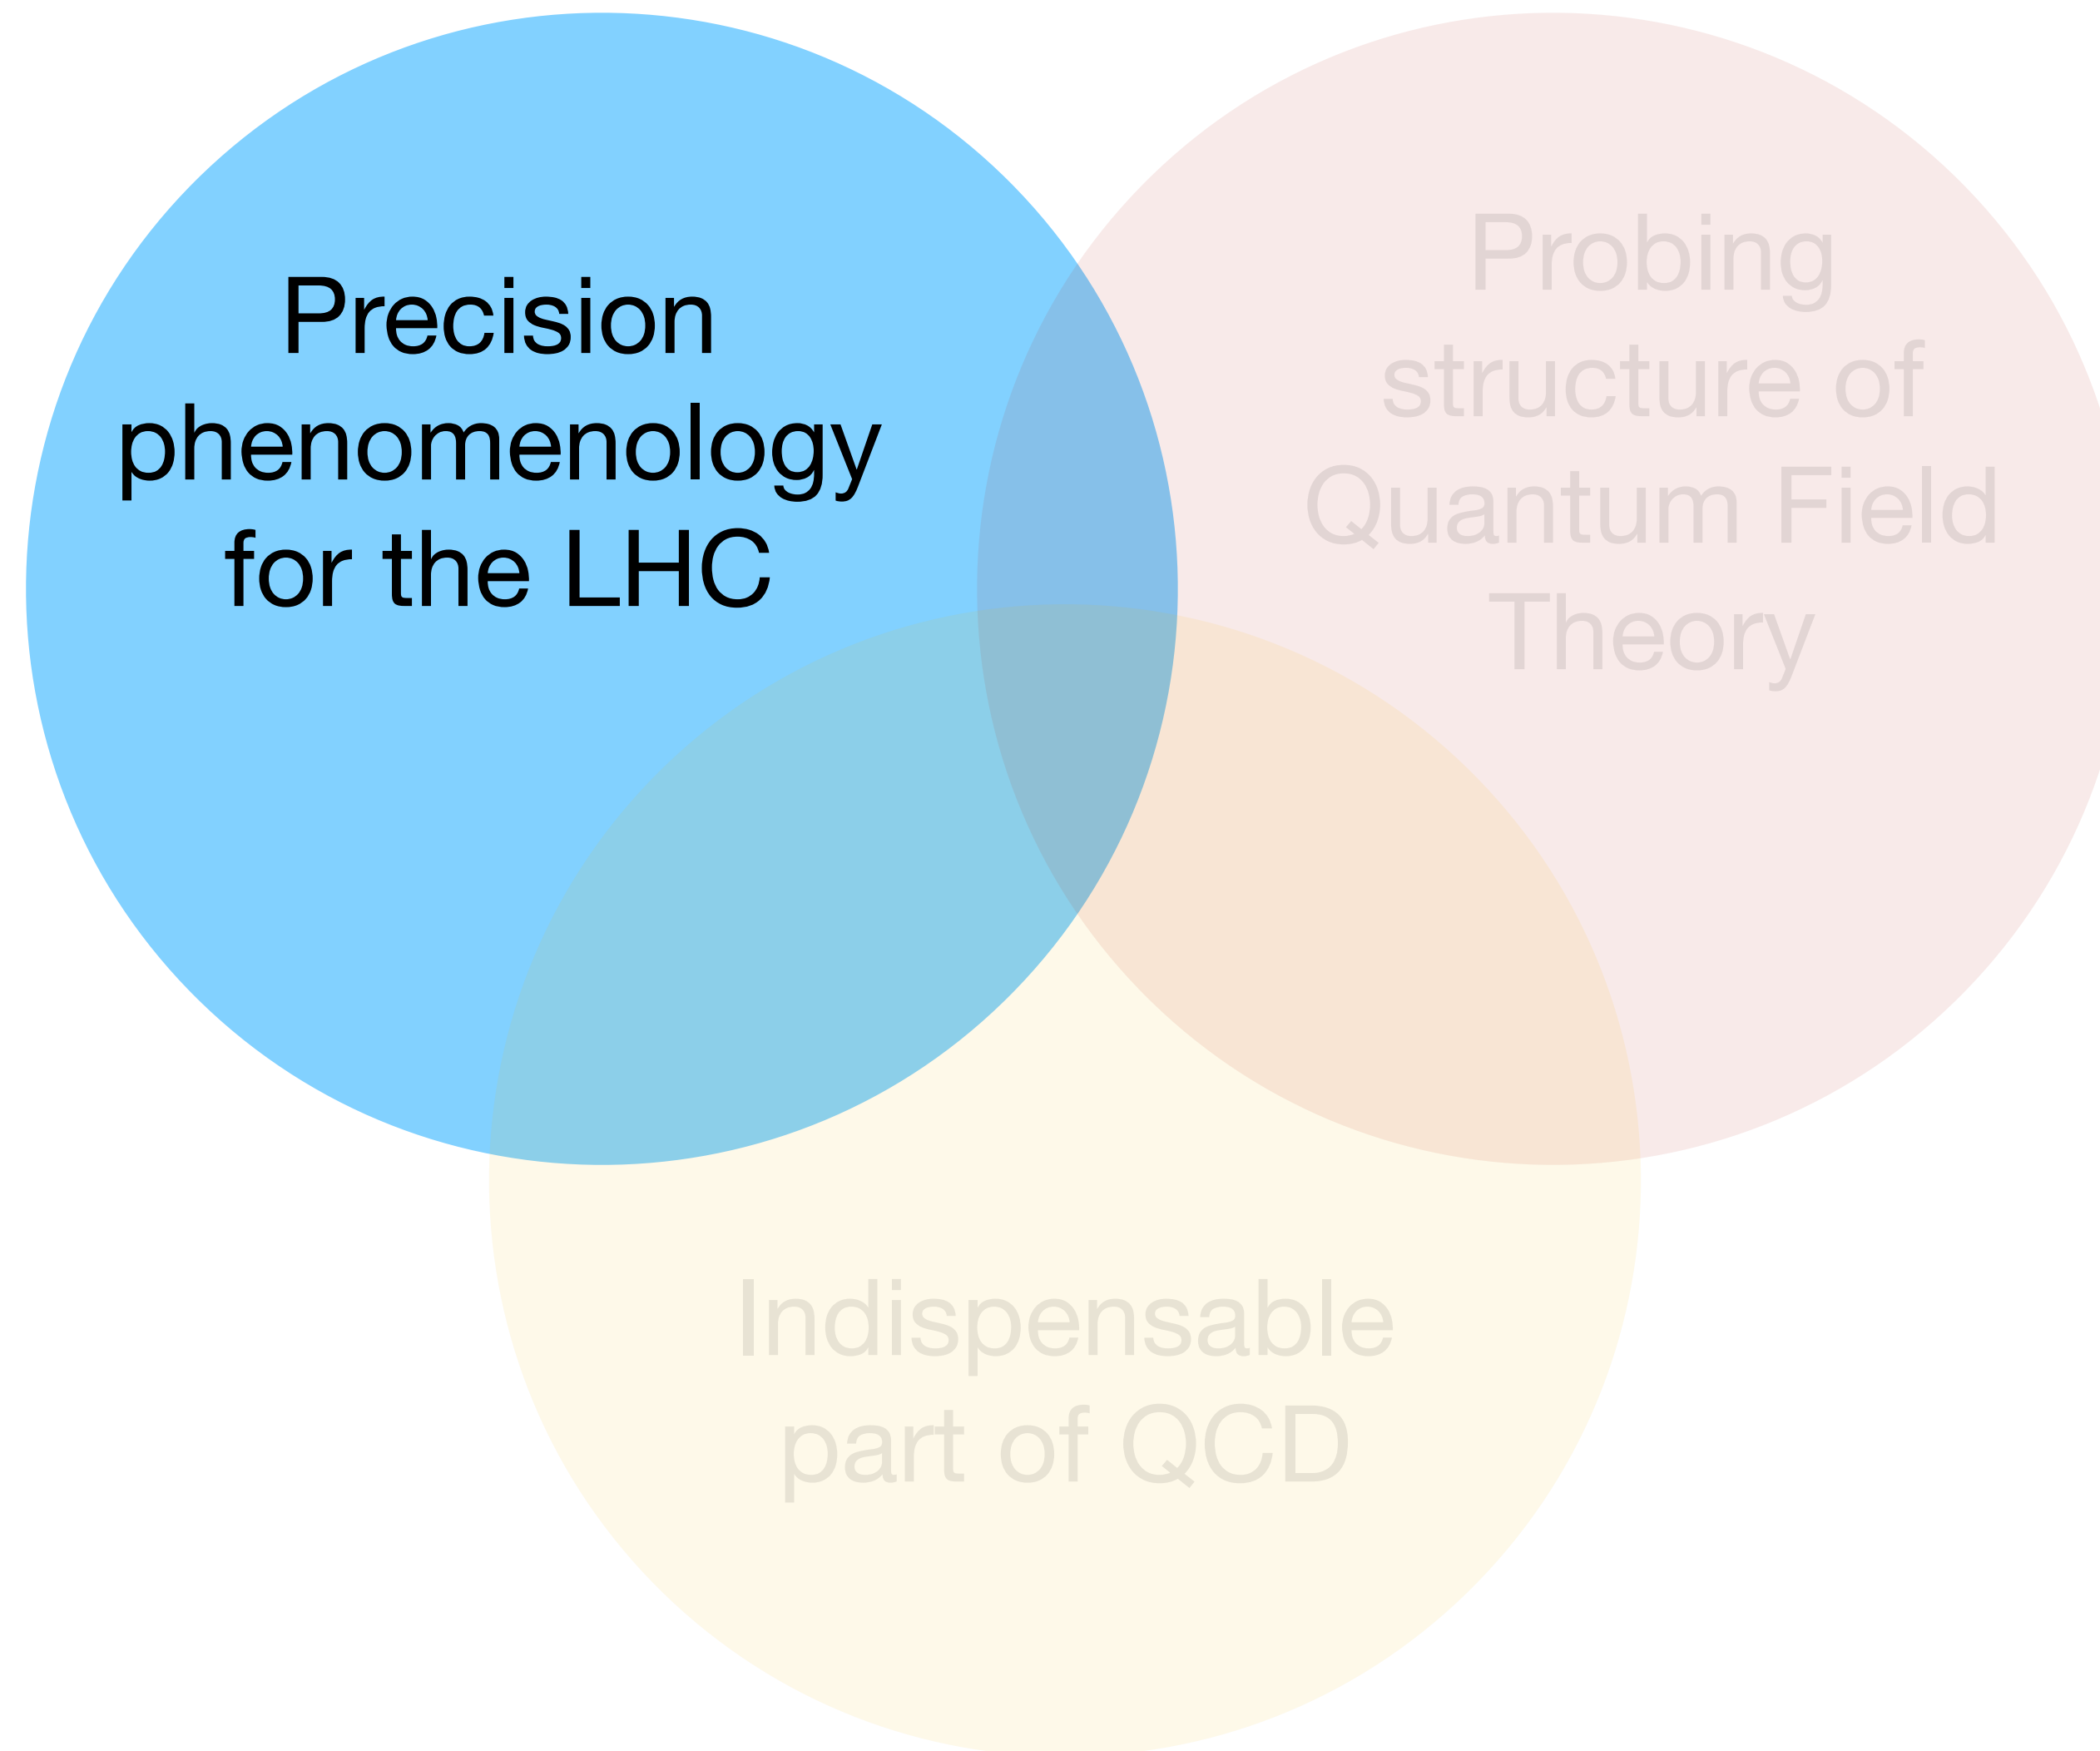 Precision
phenomenology
for the LHC
Probing
structure of
Quantum Field
Theory
Indispensable
part of QCD